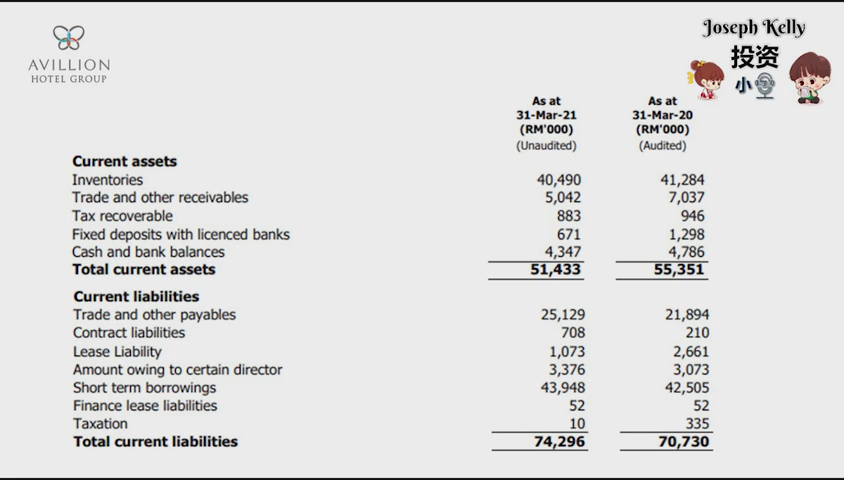 AVILLION
HOTEL GROUP
Joseph Kelly
投资
小
As at As at
31-Mar-21 31-Mar-20
(RM'000) (RM'000)
(Unaudited) (Audited)
Current assets
Inventories 40,490 41,284
Trade and other receivables 5,042 7,037
Tax recoverable 883 946
Fixed deposits with licenced banks 671 1,298
Cash and bank balances 4,347 4,786
Total current assets 51,433 55,351
Current liabilities
Trade and other payables 25,129 21,894
Contract liabilities 708 210
Lease Liability 1,073 2,661
Amount owing to certain director 3,376 3,073
Short term borrowings 43,948 42,505
Finance lease liabilities 52 52
Taxation 10 335
Total current liabilities 74,296 70,730